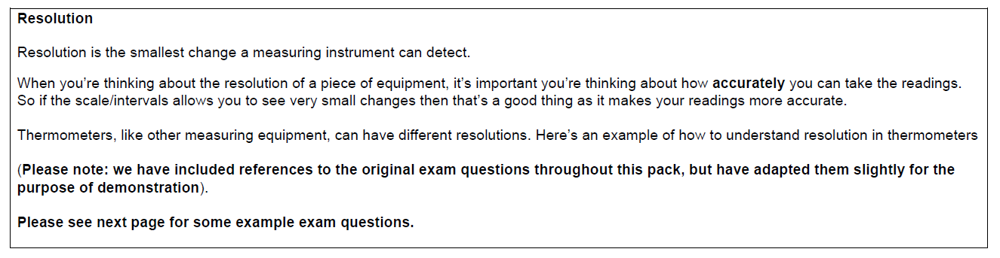 Resolution
Resolution is the smallest change a measuring instrument can detect.
When you're thinking about the resolution of a piece of equipment, it's important you're thinking about how accurately you can take the readings.
So if the scale/intervals allows you to see very small changes then that's a good thing as it makes your readings more accurate.
Thermometers, like other measuring equipment, can have different resolutions. Here's an example of how to understand resolution in thermometers
(Please note: we have included references to the original exam questions throughout this pack, but have adapted them slightly for the
purpose of demonstration).
Please see next page for some example exam questions.